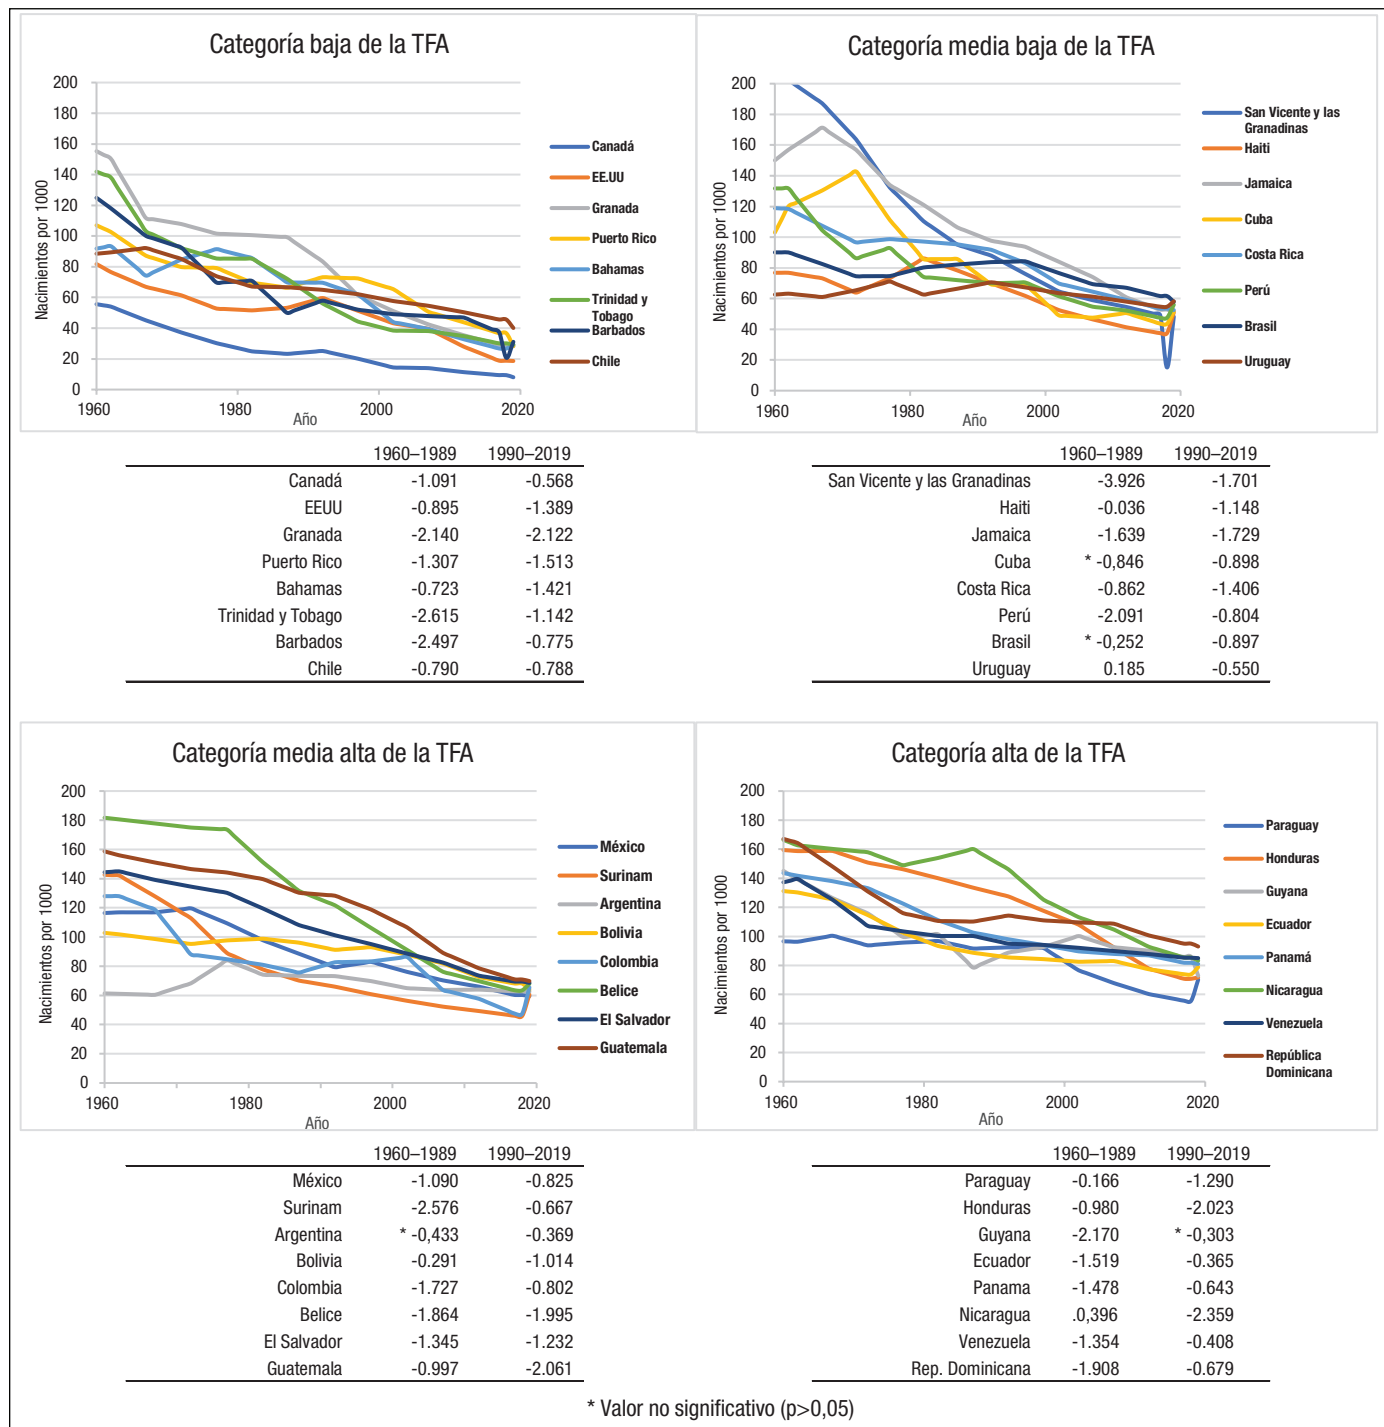 Categoría baja de la TFA
Nacimientos por 1000
200
180
160
140
120
100
80
60
40
20
0
1960
1980
2000
2020
Año
Canadá
EE.UU
Granada
Puerto Rico
Bahamas
Trinidad y
Tobago
Barbados
Chile
1960–1989 1990–2019
Canadá -1.091 -0.568
EEUU -0.895 -1.389
Granada -2.140 -2.122
Puerto Rico -1.307 -1.513
Bahamas -0.723 -1.421
Trinidad y Tobago -2.615 -1.142
Barbados -2.497 -0.775
Chile -0.790 -0.788
Categoría media baja de la TFA
Nacimientos por 1000
200
180
160
140
120
100
80
60
40
20
0
1960
1980
2000
2020
Año
San Vicente y las
Granadinas
Haiti
Jamaica
Cuba
Costa Rica
Perú
Brasil
Uruguay
1960–1989 1990–2019
San Vicente y las Granadinas -3.926 -1.701
Haiti -0.036 -1.148
Jamaica -1.639 -1.729
Cuba * -0,846 -0.898
Costa Rica -0.862 -1.406
Perú -2.091 -0.804
Brasil * -0,252 -0.897
Uruguay 0.185 -0.550
Categoría media alta de la TFA
Nacimientos por 1000
200
180
160
140
120
100
80
60
40
20
0
1960
1980
2000
2020
Año
México
Surinam
Argentina
Bolivia
Colombia
Belice
El Salvador
Guatemala
1960–1989 1990–2019
México -1.090 -0.825
Surinam -2.576 -0.667
Argentina * -0,433 -0.369
Bolivia -0.291 -1.014
Colombia -1.727 -0.802
Belice -1.864 -1.995
El Salvador -1.345 -1.232
Guatemala -0.997 -2.061
Categoría alta de la TFA
Nacimientos por 1000
200
180
160
140
120
100
80
60
40
20
0
1960
1980
2000
2020
Año
Paraguay
Honduras
Guyana
Ecuador
Panamá
Nicaragua
Venezuela
República
Dominicana
1960–1989 1990–2019
Paraguay -0.166 -1.290
Honduras -0.980 -2.023
Guyana -2.170 * -0,303
Ecuador -1.519 -0.365
Panama -1.478 -0.643
Nicaragua .0,396 -2.359
Venezuela -1.354 -0.408
Rep. Dominicana -1.908 -0.679
* Valor no significativo (p>0,05)